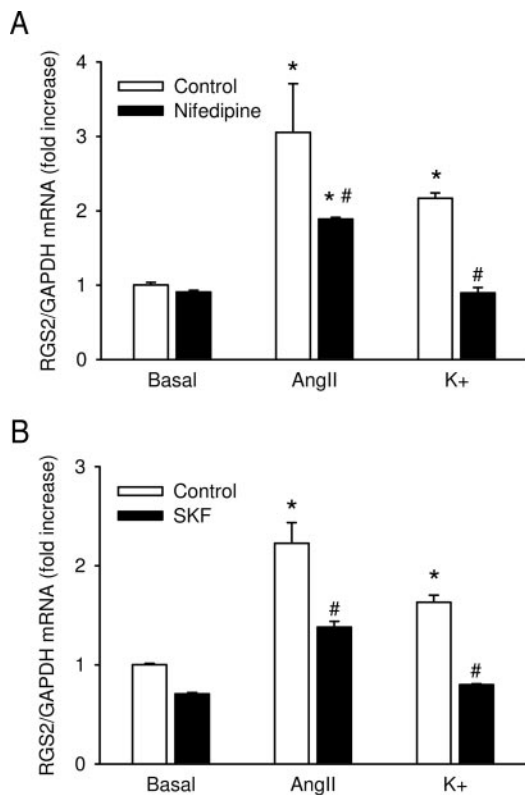 A
RGS2/GAPDH mRNA (fold increase)
4
3
2
1
0
Control
Nifedipine
*
* #
*
#
Basal AngII K+
B
RGS2/GAPDH mRNA (fold increase)
3
2
1
0
Control
SKF
*
#
*
#
Basal AngII K+